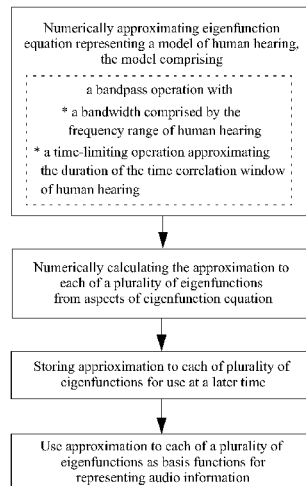 Numerically approximating eigenfunction
equation representing a model of human hearing,
the model comprising
a bandpass operation with
* a bandwidth comprised by the
frequency range of human hearing
* a time-limiting operation approximating
the duration of the time correlation window
of human hearing
Numerically calculating the approximation to
each of a plurality of eigenfunctions
from aspects of eigenfunction equation
Storing apprioximation to each of plurality of
eigenfunctions for use at a later time
Use approximation to each of a plurality of
eigenfunctions as basis functions for
representing audio information